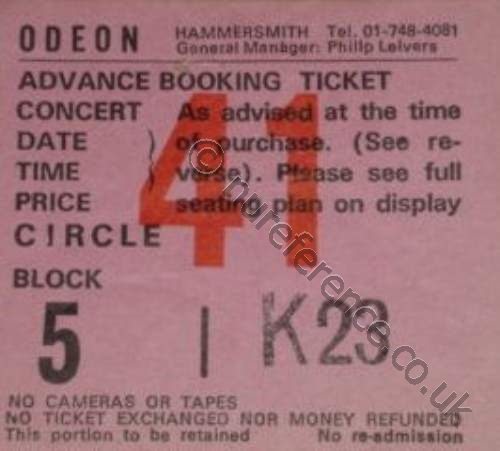 ODEON HAMMERSMITH Tel. 01-748-4081
General Manager: Philip Leivers
ADVANCE BOOKING TICKET
CONCERT As advised at the time
DATE of purchase. (See re-
TIME verse). Please see full
PRICE seating plan on display
CIRCLE
41
BLOCK
5 | K23
NO CAMERAS OR TAPES
NO TICKET EXCHANGED NOR MONEY REFUNDED
This portion to be retained No re-admission